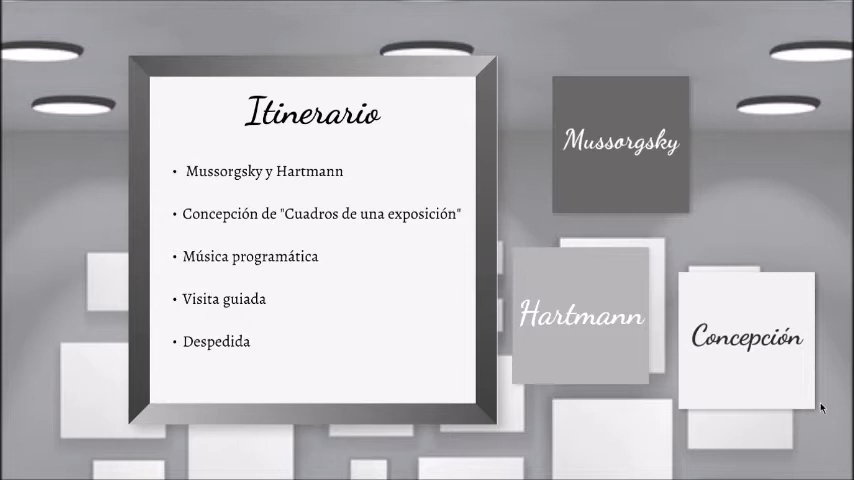 Itinerario
• Mussorgsky y Hartmann
• Concepción de "Cuadros de una exposición"
• Música programática
• Visita guiada
• Despedida
Mussorgsky
Hartmann
Concepción